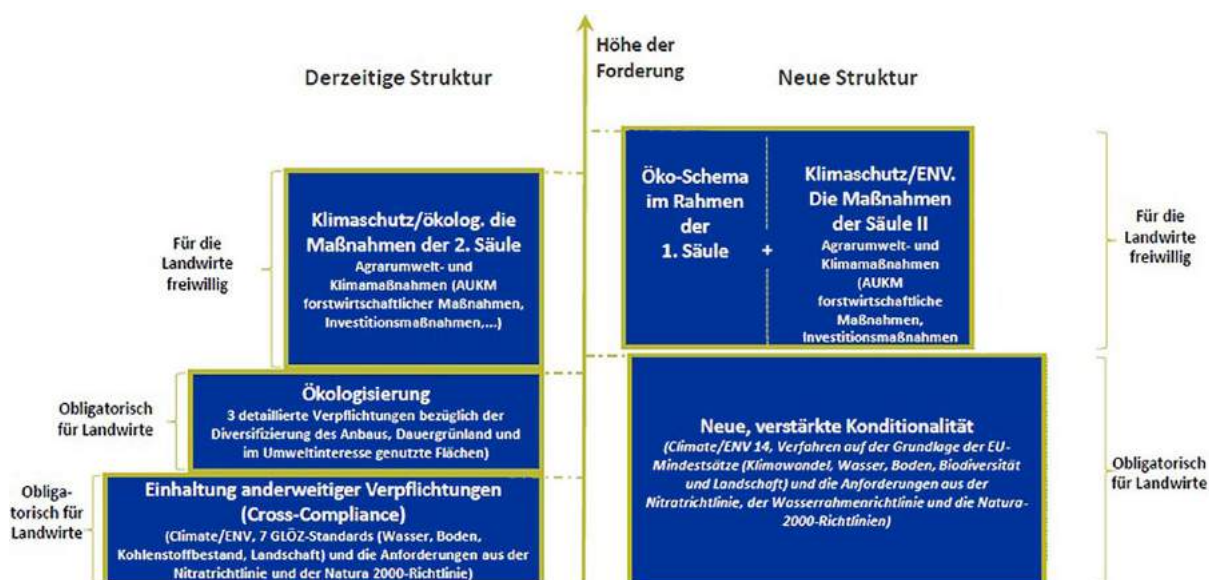 Höhe der
Forderung
Derzeitige Struktur
Neue Struktur
Für die
Landwirte
freiwillig
Klimaschutz/ökolog. die
Maßnahmen der 2. Säule
Agrarumwelt- und
Klimamaßnahmen (AUKM
forstwirtschaftlicher Maßnahmen,
Investitionsmaßnahmen,...)
Obligatorisch
für Landwirte
Ökologisierung
3 detaillierte Verpflichtungen bezüglich der
Diversifizierung des Anbaus, Dauergrünland und
im Umweltinteresse genutzte Flächen)
Obliga-
torisch für
Landwirte
Einhaltung anderweitiger Verpflichtungen
(Cross-Compliance)
(Climate/ENV, 7 GLÖZ-Standards (Wasser, Boden,
Kohlenstoffbestand, Landschaft) und die Anforderungen aus der
Nitratrichtlinie und der Natura 2000-Richtlinie)
Öko-Schema
im Rahmen
der
1. Säule
+
Klimaschutz/ENV.
Die Maßnahmen
der Säule II
Agrarumwelt- und
Klimamaßnahmen
(AUKM
forstwirtschaftliche
Maßnahmen,
Investitionsmaßnahmen
Für die
Landwirte
freiwillig
Neue, verstärkte Konditionalität
(Climate/ENV 14, Verfahren auf der Grundlage der EU-
Mindestsätze (Klimawandel, Wasser, Boden, Biodiversität
und Landschaft) und die Anforderungen aus der
Nitratrichtlinie, der Wasserrahmenrichtlinie und die Natura-
2000-Richtlinien)
Obligatorisch
für Landwirte